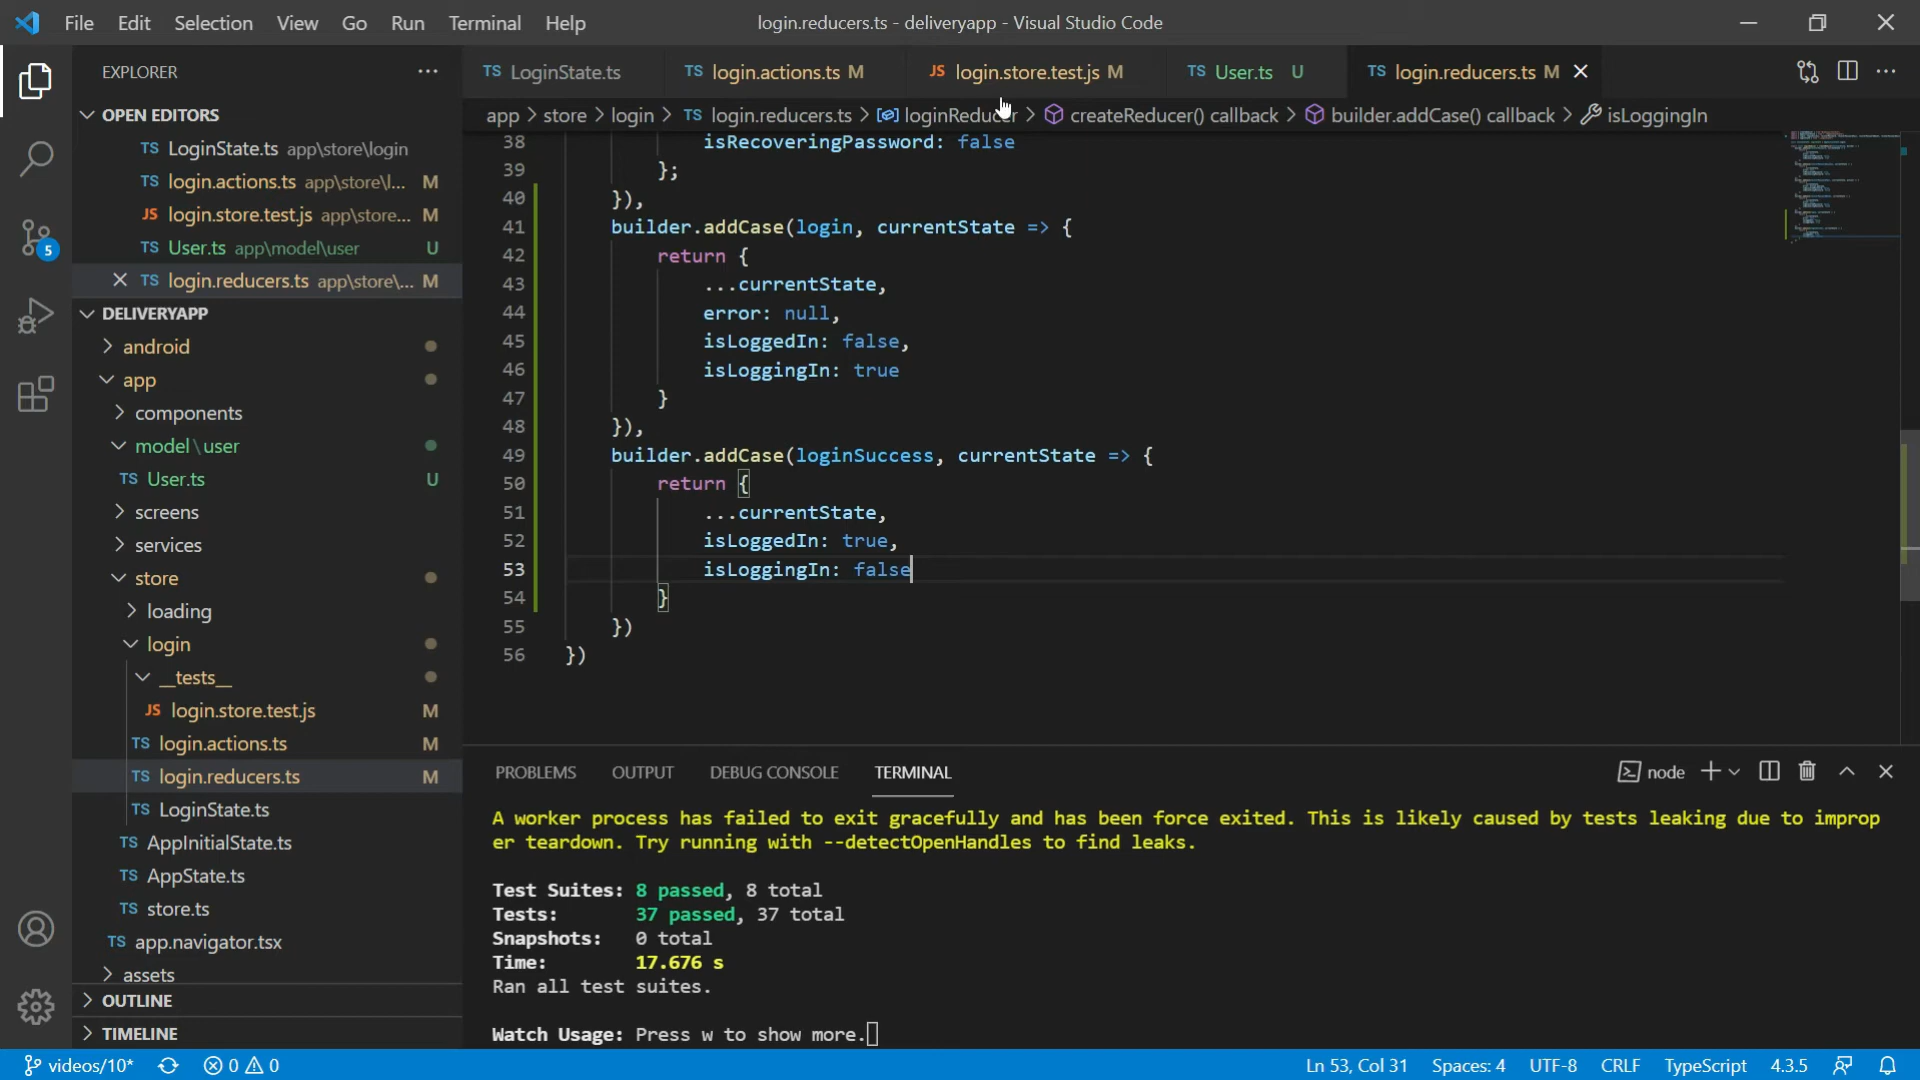 File Edit Selection View Go Run Terminal Help login.reducers.ts - deliveryapp - Visual Studio Code
EXPLORER
OPEN EDITORS
TS LoginState.ts app\store\login
TS login.actions.ts app\store\l... M
JS login.store.test.js app\store... M
TS User.ts app\model\user U
TS login.reducers.ts app\store\... M
DELIVERYAPP
android
app
components
model\user
TS User.ts U
screens
services
store
loading
login
__tests__
JS login.store.test.js M
TS login.actions.ts M
TS login.reducers.ts M
TS LoginState.ts
TS AppInitialState.ts
TS AppState.ts
TS store.ts
TS app.navigator.tsx
assets
OUTLINE
TIMELINE
5
TS LoginState.ts TS login.actions.ts M JS login.store.test.js M TS User.ts U TS login.reducers.ts M
app > store > login > TS login.reducers.ts > loginReducer > createReducer() callback > builder.addCase() callback > isLoggingIn
38 isRecoveringPassword: false
39 };
40 }),
41 builder.addCase(login, currentState => {
42 return {
43 ...currentState,
44 error: null,
45 isLoggedIn: false,
46 isLoggingIn: true
47 }
48 }),
49 builder.addCase(loginSuccess, currentState => {
50 return {
51 ...currentState,
52 isLoggedIn: true,
53 isLoggingIn: false
54 }
55 })
56 })
PROBLEMS OUTPUT DEBUG CONSOLE TERMINAL node
A worker process has failed to exit gracefully and has been force exited. This is likely caused by tests leaking due to improp
er teardown. Try running with --detectOpenHandles to find leaks.
Test Suites: 8 passed, 8 total
Tests: 37 passed, 37 total
Snapshots: 0 total
Time: 17.676 s
Ran all test suites.
Watch Usage: Press w to show more.
videos/10* 0 0 Ln 53, Col 31 Spaces: 4 UTF-8 CRLF TypeScript 4.3.5